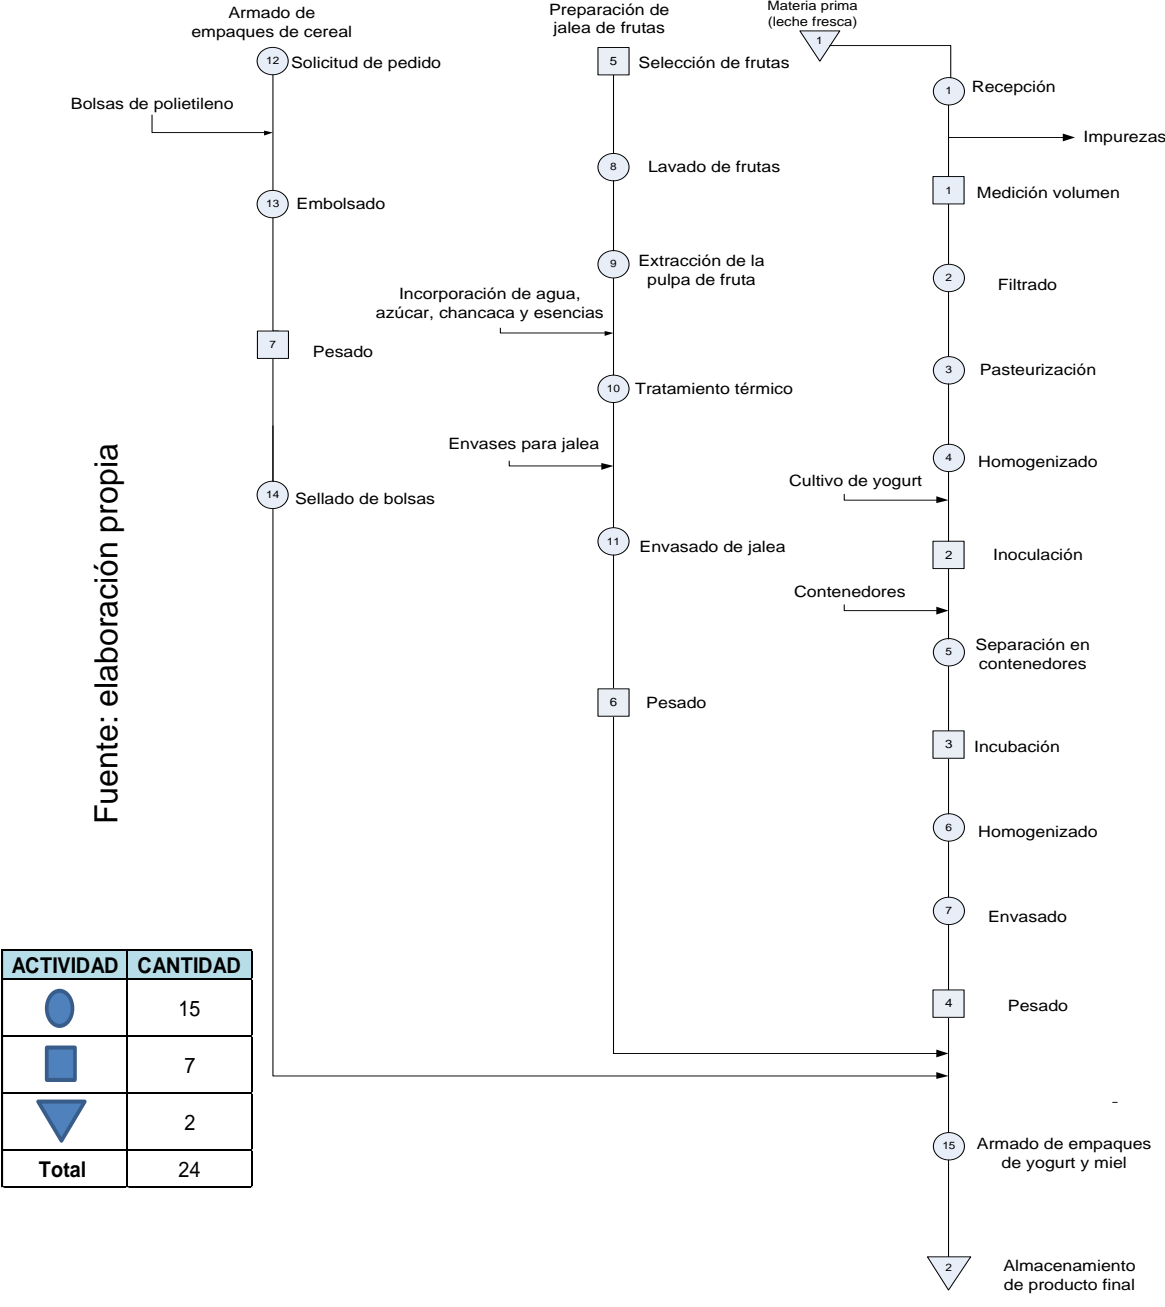 Armado de
empaques de cereal
12 Solicitud de pedido
Bolsas de polietileno
13 Embolsado
7 Pesado
14 Sellado de bolsas
Preparación de
jalea de frutas
5 Selección de frutas
8 Lavado de frutas
9 Extracción de la
pulpa de fruta
Incorporación de agua,
azúcar, chancaca y esencias
10 Tratamiento térmico
Envases para jalea
11 Envasado de jalea
6 Pesado
Materia prima
(leche fresca)
1
1 Recepción
Impurezas
1 Medición volumen
2 Filtrado
3 Pasteurización
4 Homogenizado
Cultivo de yogurt
2 Inoculación
Contenedores
5 Separación en
contenedores
3 Incubación
6 Homogenizado
7 Envasado
4 Pesado
15 Armado de empaques
de yogurt y miel
2 Almacenamiento
de producto final
Fuente: elaboración propia
ACTIVIDAD CANTIDAD
15
7
2
Total 24